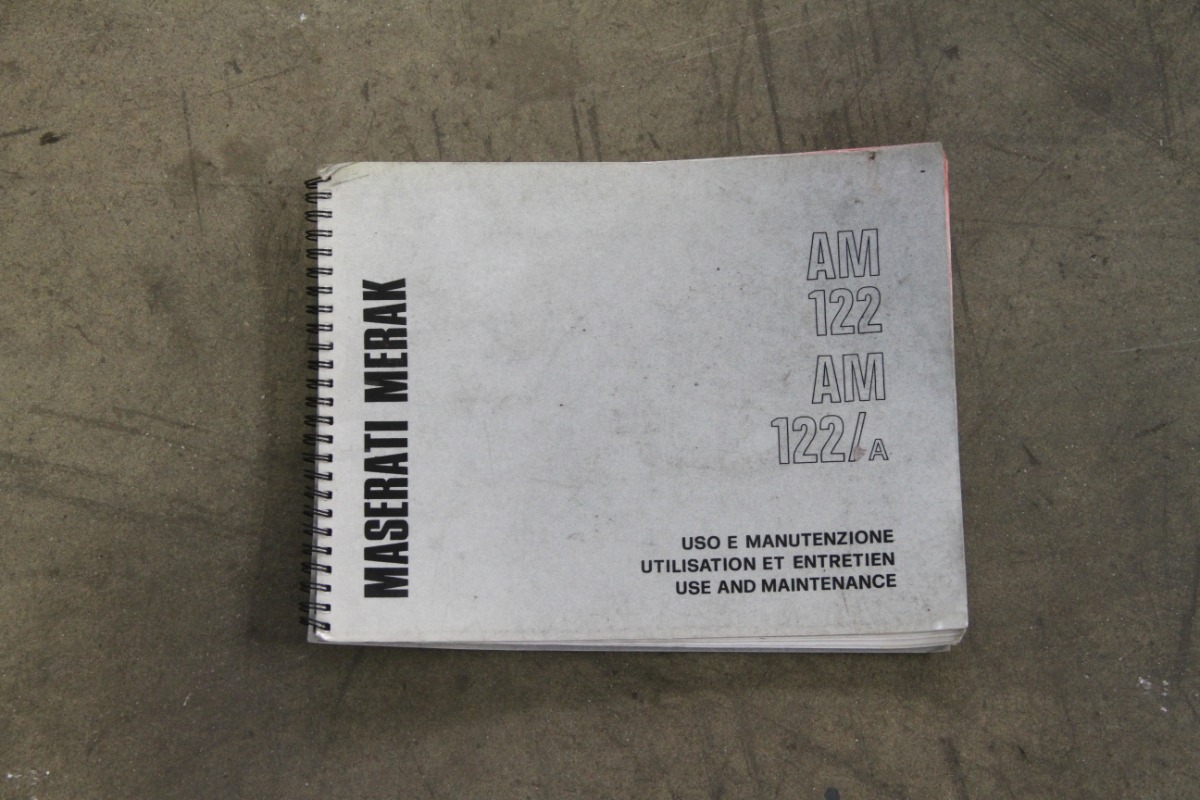 MASERATI MERAK
AM
122
AM
122/A
USO E MANUTENZIONE
UTILISATION ET ENTRETIEN
USE AND MAINTENANCE